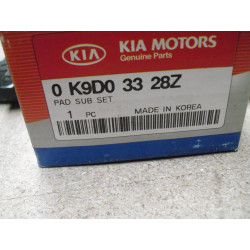 KIA KIA MOTORS
Genuine Parts
0 K9D0 33 28Z
PAD SUB SET
1 PC MADE IN KOREA